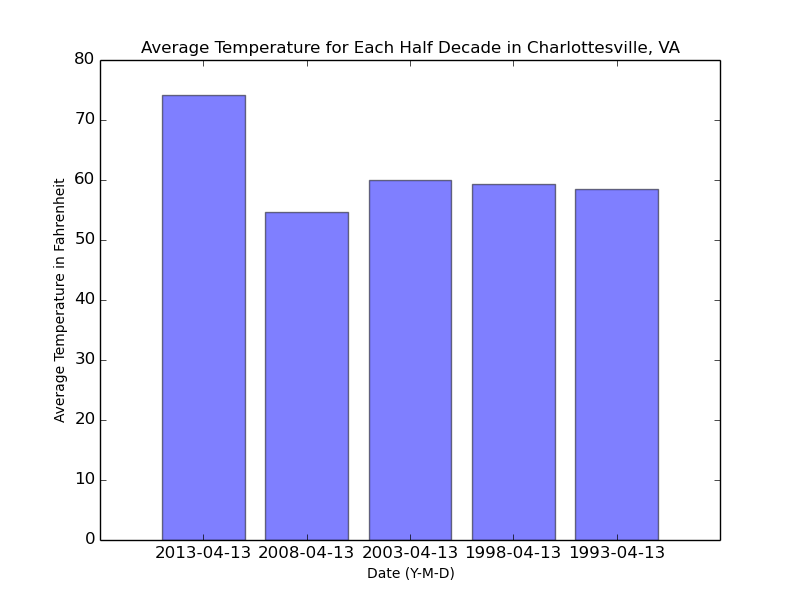 Average Temperature for Each Half Decade in Charlottesville, VA
80
70
60
50
40
30
20
10
0
Average Temperature in Fahrenheit
2013-04-13 2008-04-13 2003-04-13 1998-04-13 1993-04-13
Date (Y-M-D)